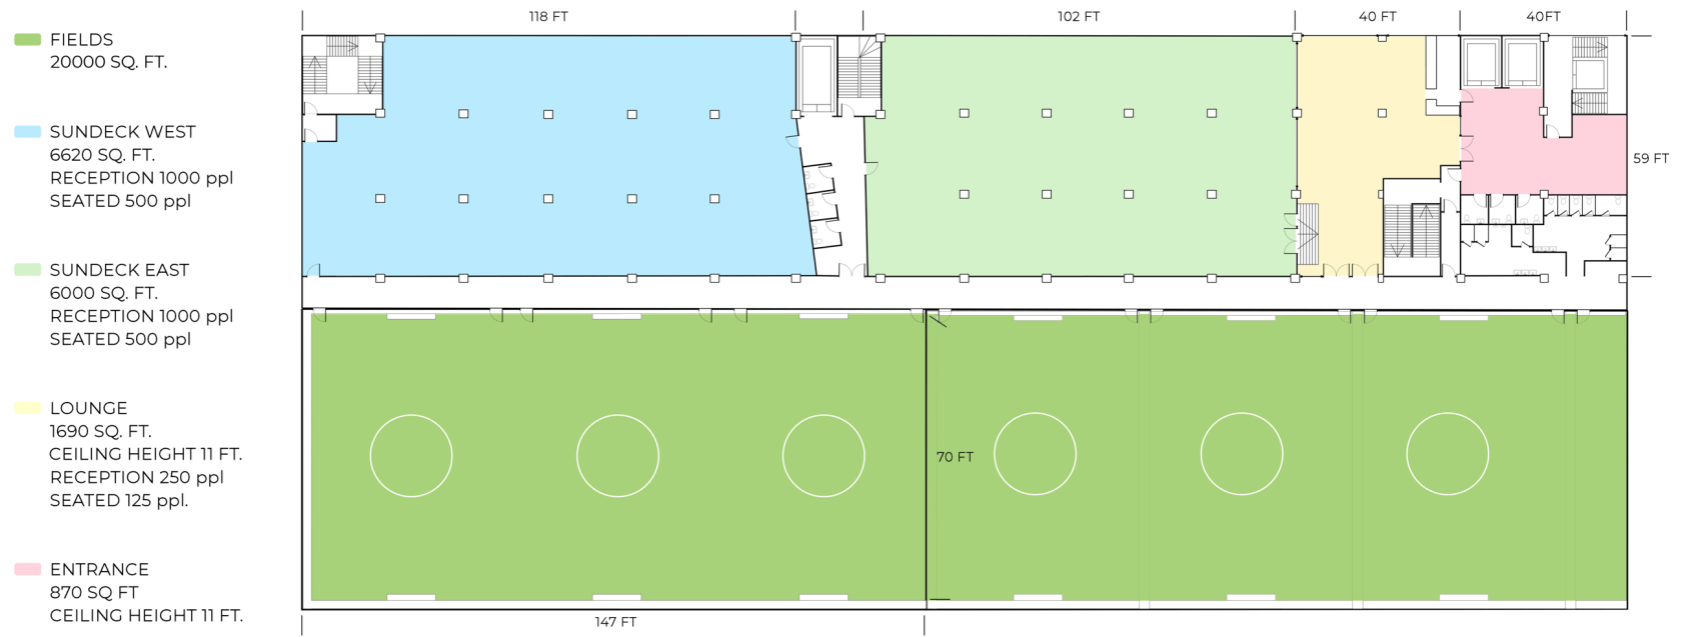 118 FT
102 FT
40 FT
40FT
FIELDS
20000 SQ. FT.
SUNDECK WEST
6620 SQ. FT.
RECEPTION 1000 ppl
SEATED 500 ppl
59 FT
SUNDECK EAST
6000 SQ. FT.
RECEPTION 1000 ppl
SEATED 500 ppl
LOUNGE
1690 SQ. FT.
CEILING HEIGHT 11 FT.
RECEPTION 250 ppl
SEATED 125 ppl.
70 FT
ENTRANCE
870 SQ FT
CEILING HEIGHT 11 FT.
147 FT